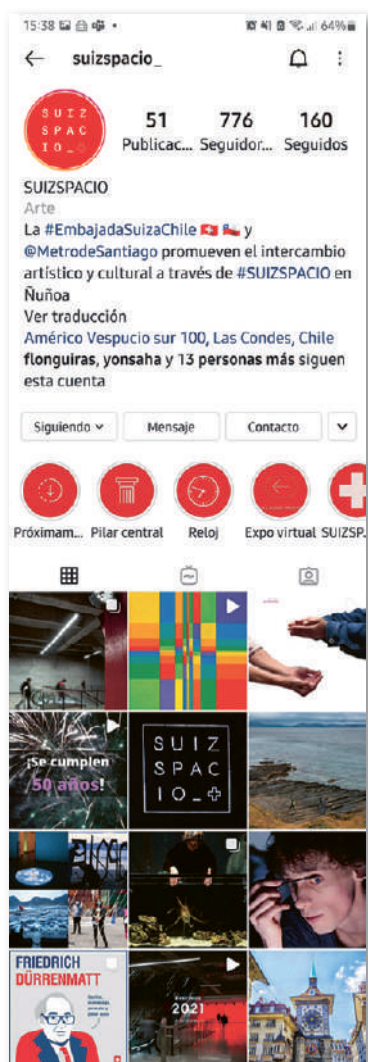 15:38
64%
suizspacio_
SUIZ
SPAC
IO_
51 776 160
Publicac... Seguidor... Seguidos
SUIZSPACIO
Arte
La #EmbajadaSuizaChile 🇨🇭 🇨🇱 y
@MetrodeSantiago promueven el intercambio
artístico y cultural a través de #SUIZSPACIO en
Ñuñoa
Ver traducción
Américo Vespucio sur 100, Las Condes, Chile
flonguiras, yonsaha y 13 personas más siguen
esta cuenta
Siguiendo Mensaje Contacto
Próximam... Pilar central Reloj Expo virtual SUIZSP.
¡Se cumplen
50 años!
SUIZ
SPAC
IO_
FRIEDRICH
DÜRRENMATT
2021